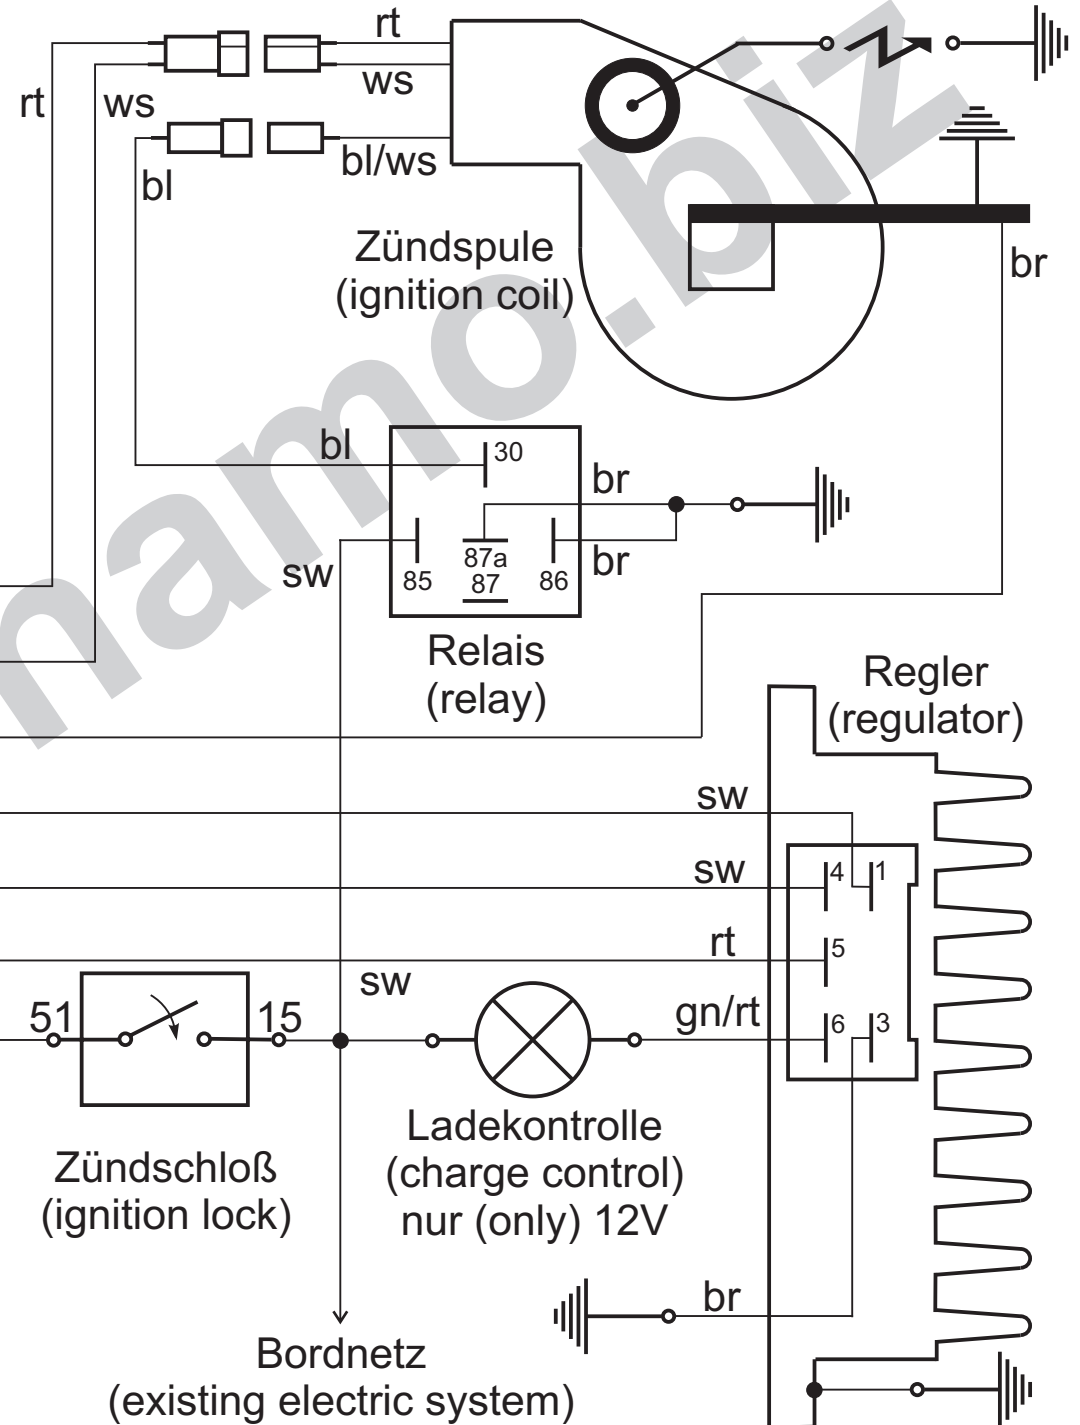 rt
rt
ws
ws
bl/ws
bl
Zündspule
(ignition coil)
br
bl
30
br
sw
85
87a
87
86
br
Relais
(relay)
Regler
(regulator)
sw
sw
4
1
rt
5
sw
51
15
gn/rt
6
3
Ladekontrolle
(charge control)
nur (only) 12V
Zündschloß
(ignition lock)
br
Bordnetz
(existing electric system)
namo.biz